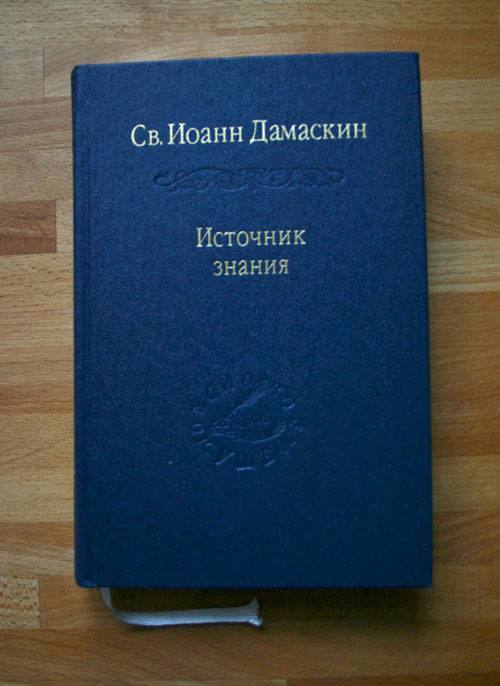 Св. Иоанн Дамаскин
Источник
знания